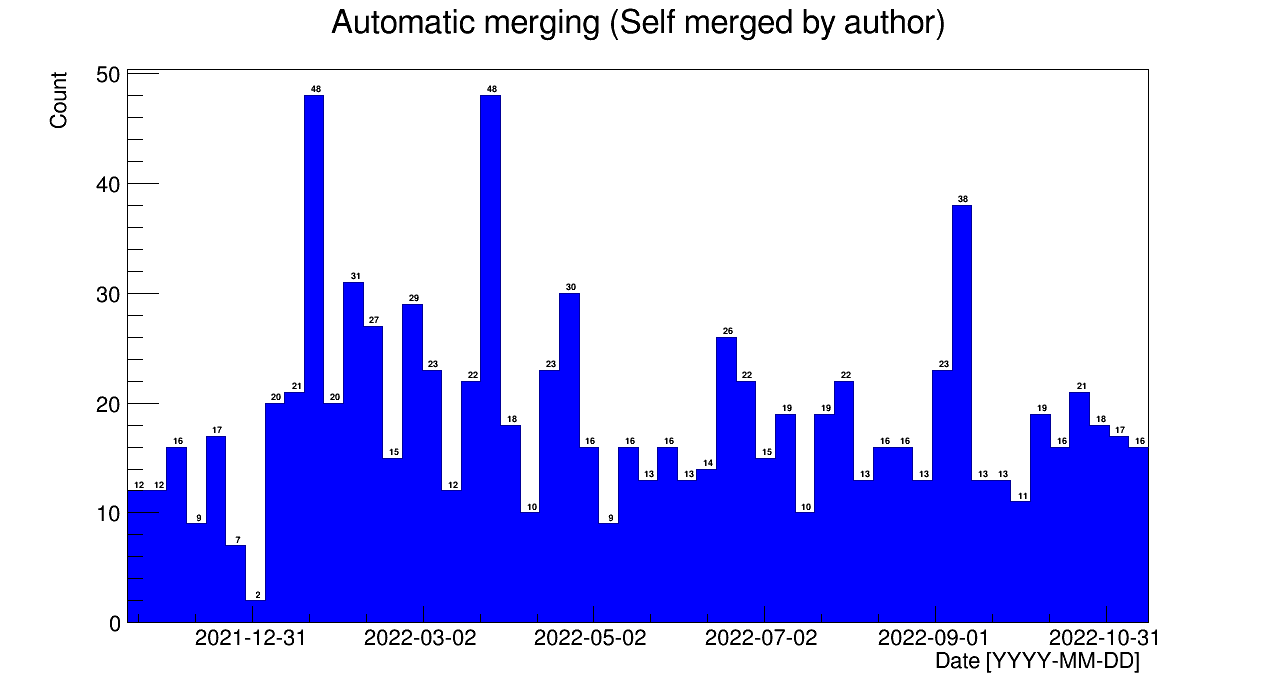 Automatic merging (Self merged by author)
Count
50
40
30
20
10
0
12 12 16 9 17 7 2 20 21 48 20 31 27 15 29 23 12 22 48 18 10 23 30 16 9 16 13 16 13 14 26 22 15 19 10 19 22 13 16 16 13 23 38 13 13 11 19 16 21 18 17 16
2021-12-31 2022-03-02 2022-05-02 2022-07-02 2022-09-01 2022-10-31
Date [YYYY-MM-DD]